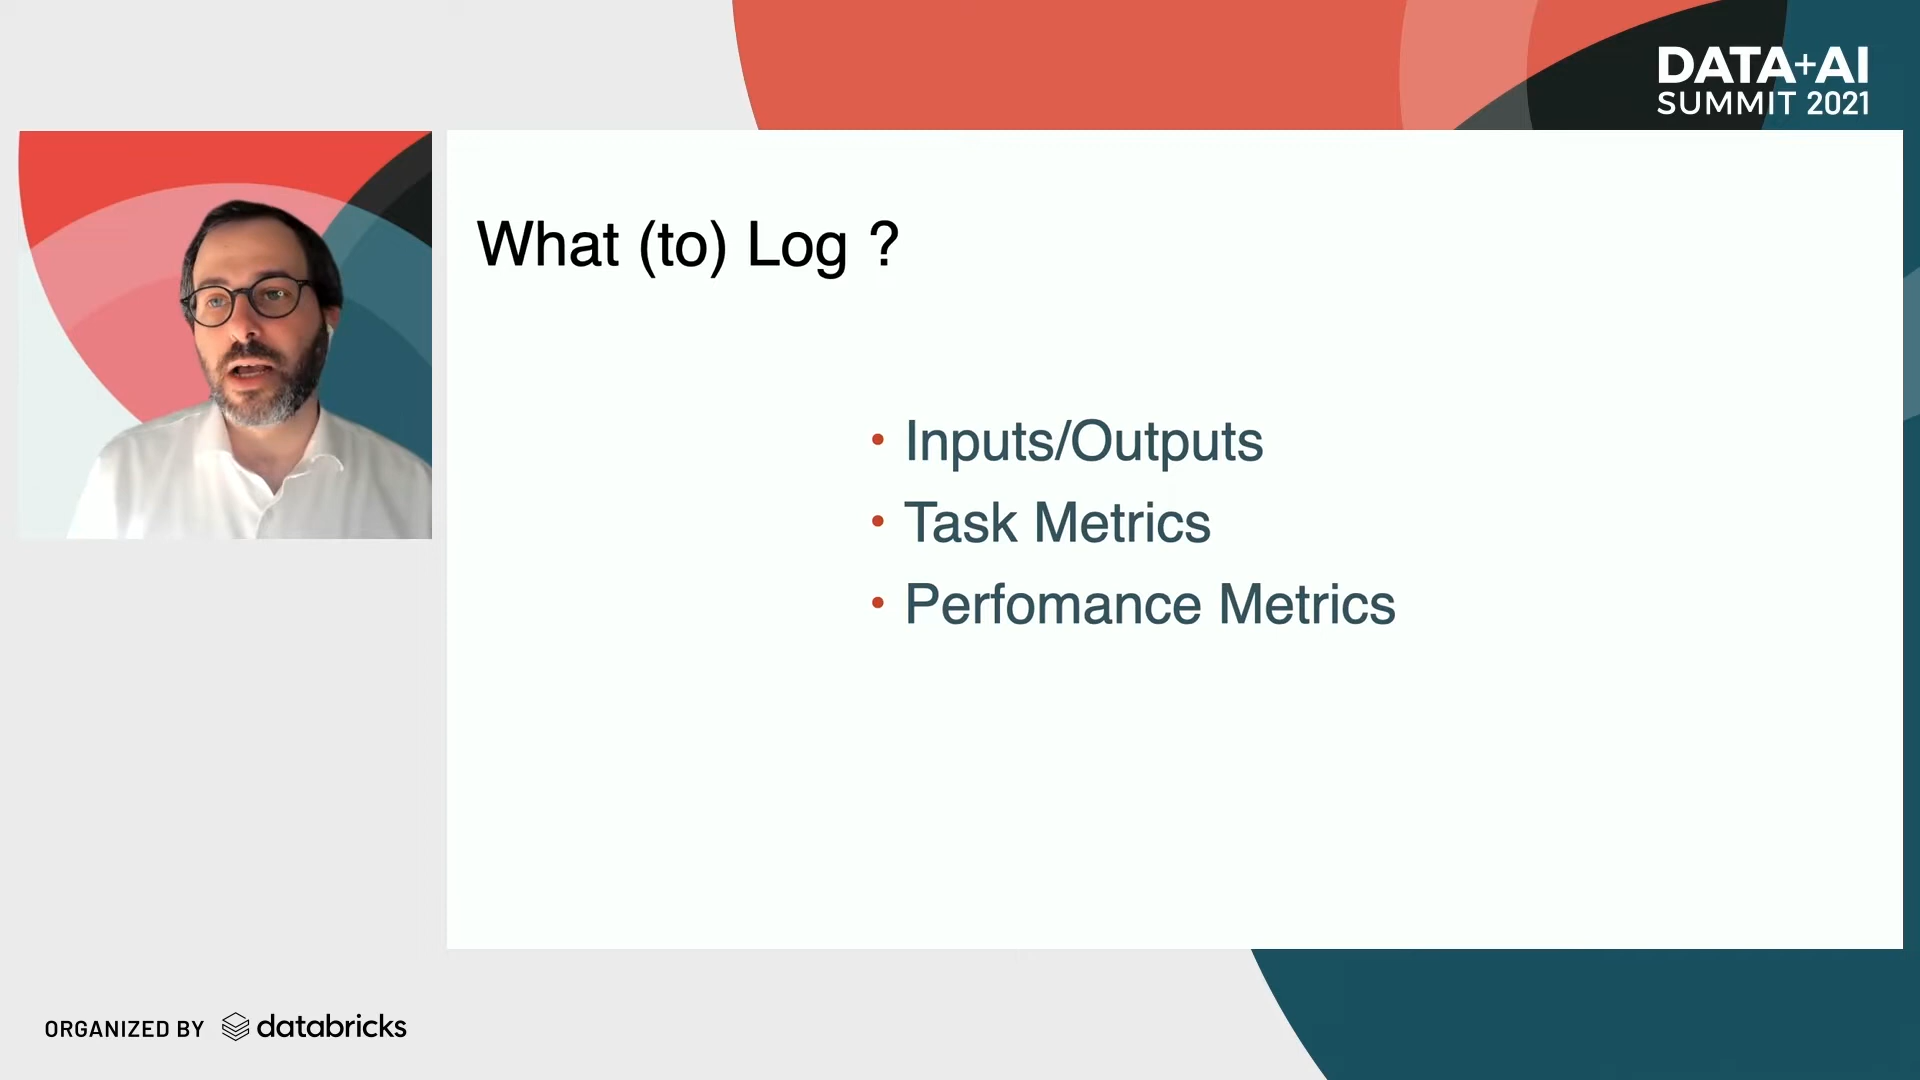 DATA+AI
SUMMIT 2021
What (to) Log ?
• Inputs/Outputs
• Task Metrics
• Perfomance Metrics
ORGANIZED BY databricks